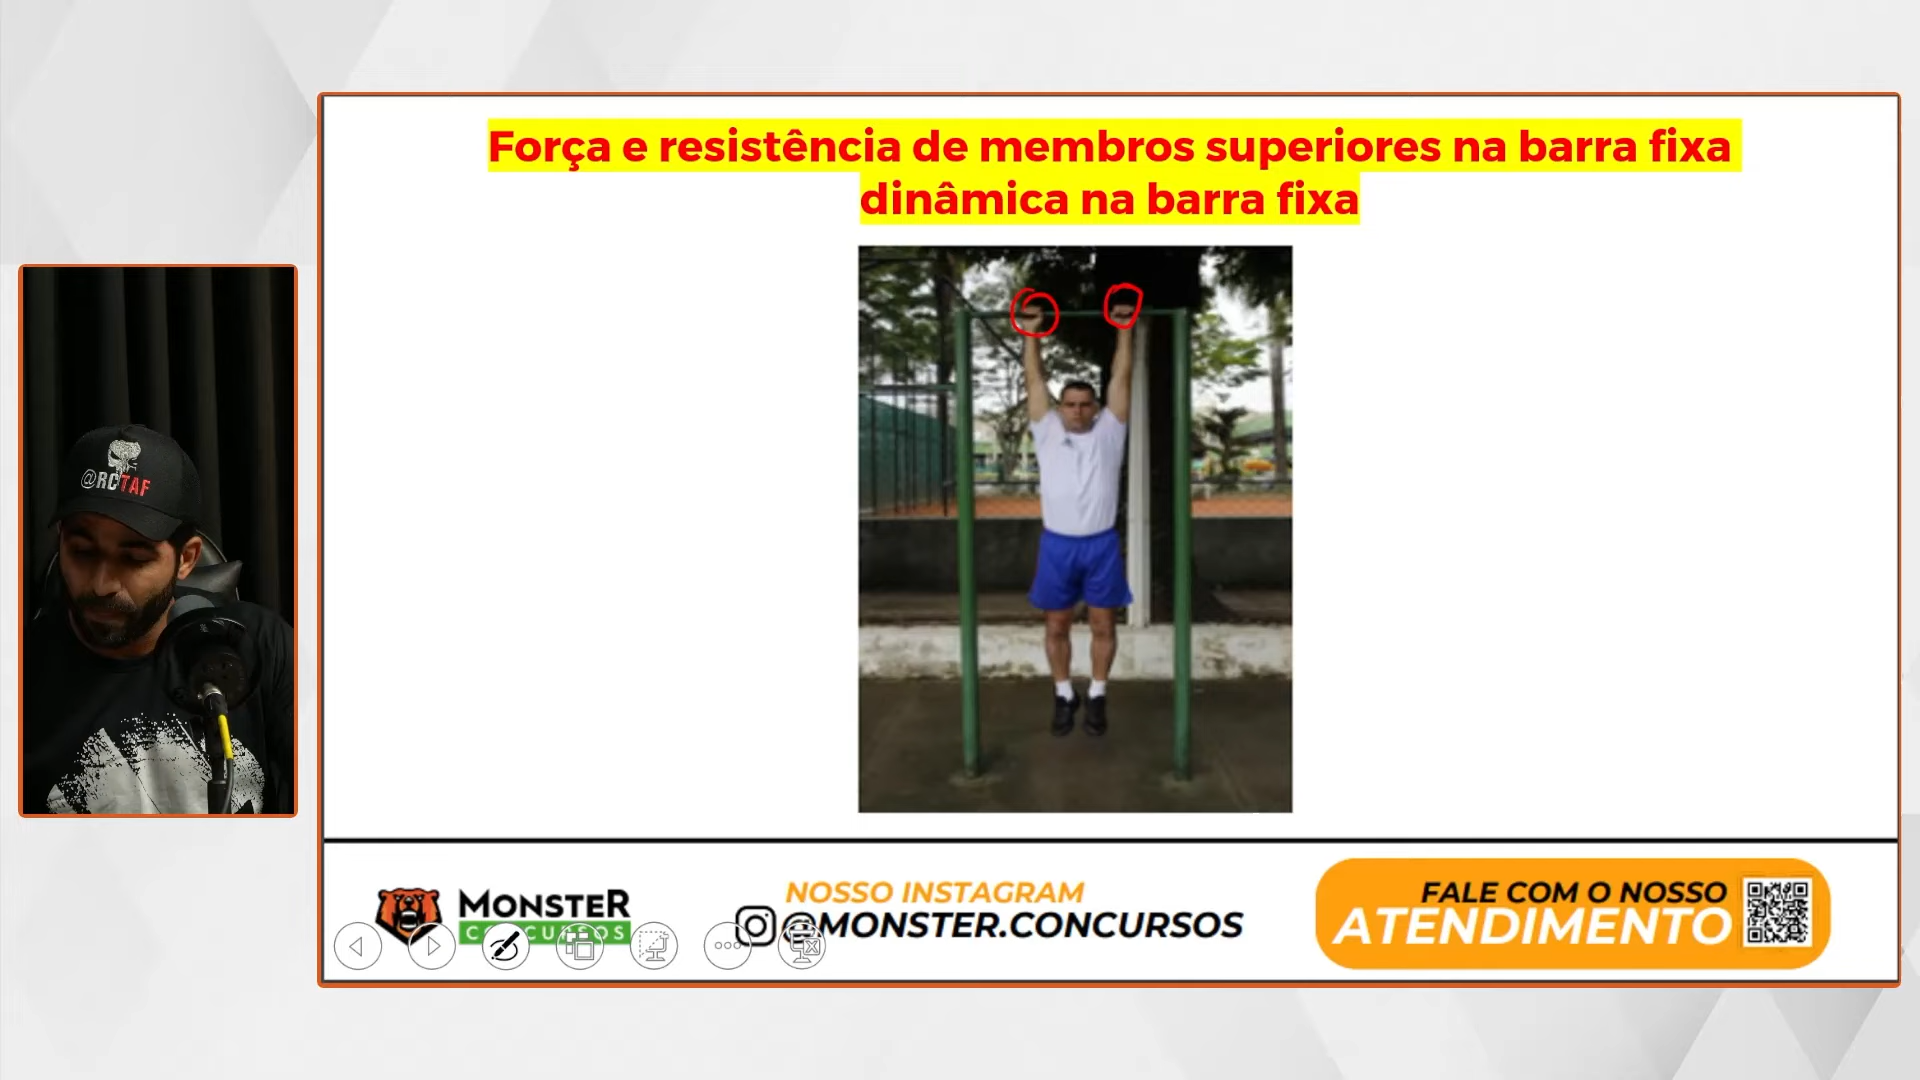 Força e resistência de membros superiores na barra fixa
dinâmica na barra fixa
@RCTAF
MONSTER
CONCURSOS
NOSSO INSTAGRAM
@MONSTER.CONCURSOS
FALE COM O NOSSO
ATENDIMENTO